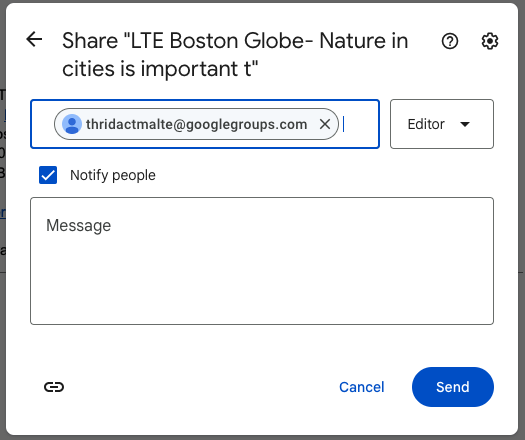 Share "LTE Boston Globe- Nature in
cities is important t"
thridactmalte@googlegroups.com
Editor
Notify people
Message
Cancel
Send